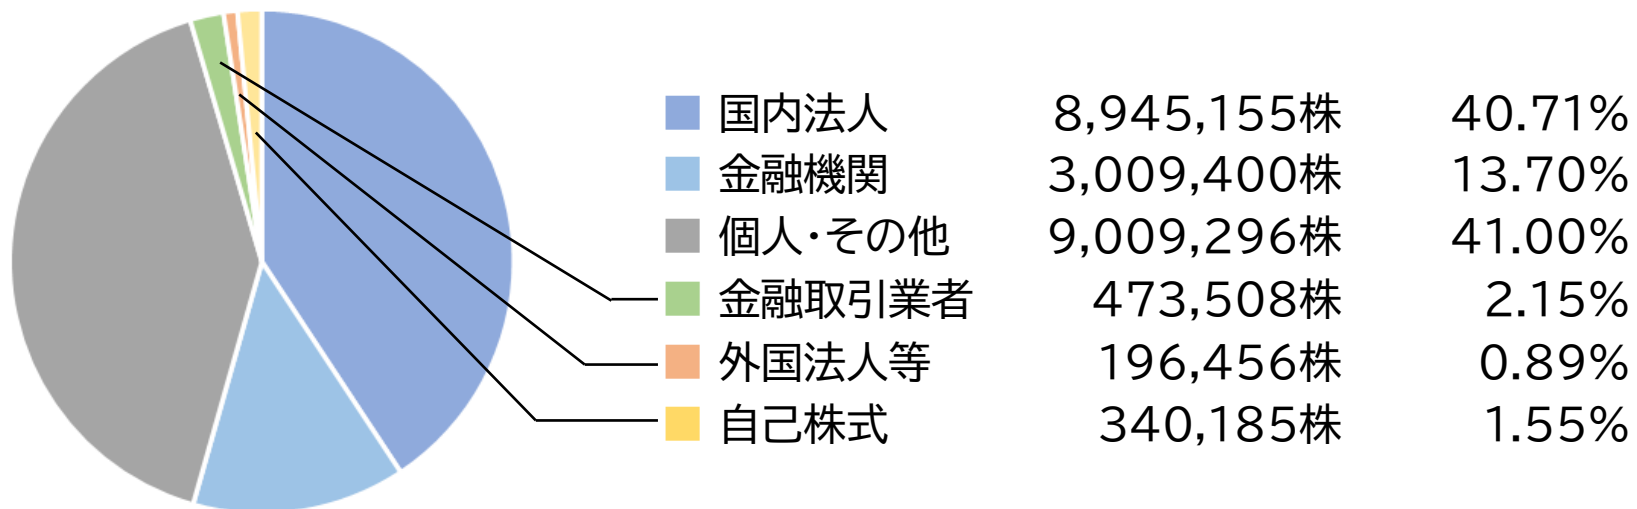 国内法人 8,945,155株 40.71%
金融機関 3,009,400株 13.70%
個人・その他 9,009,296株 41.00%
金融取引業者 473,508株 2.15%
外国法人等 196,456株 0.89%
自己株式 340,185株 1.55%